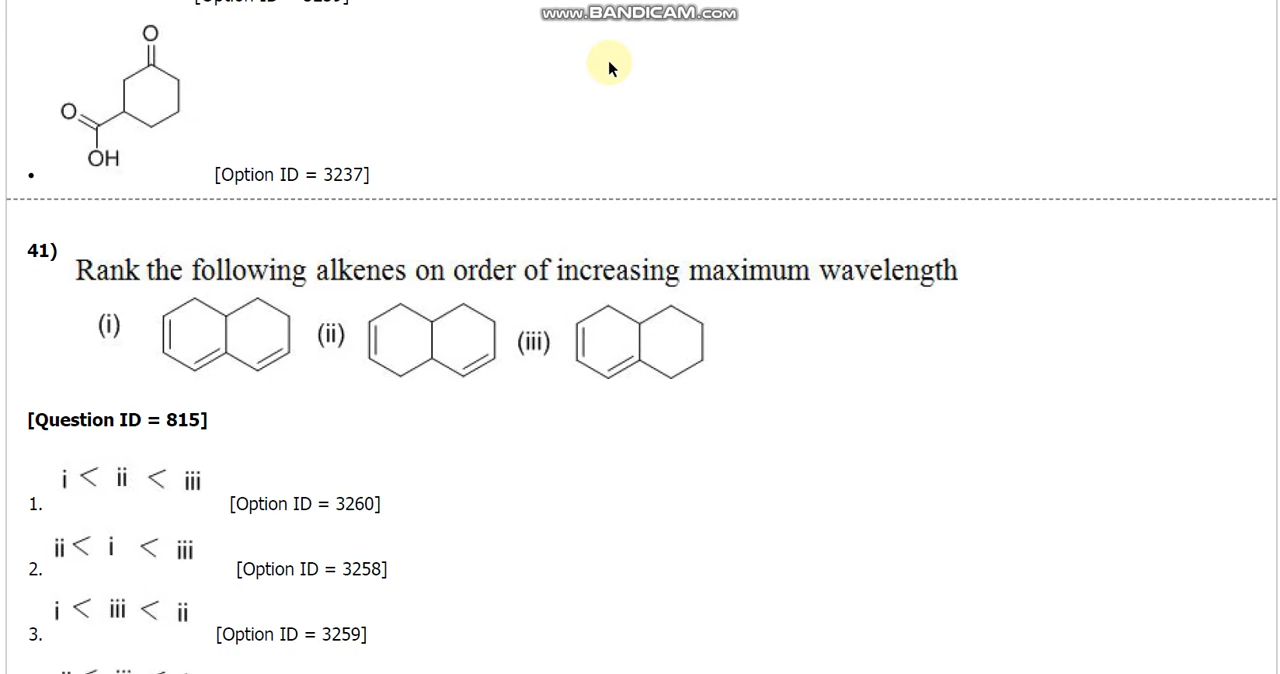 www.BANDICAM.com
O
O
OH
[Option ID = 3237]
41)
Rank the following alkenes on order of increasing maximum wavelength
(i)
(ii)
(iii)
[Question ID = 815]
i < ii < iii
1. [Option ID = 3260]
ii < i < iii
2. [Option ID = 3258]
i < iii < ii
3. [Option ID = 3259]